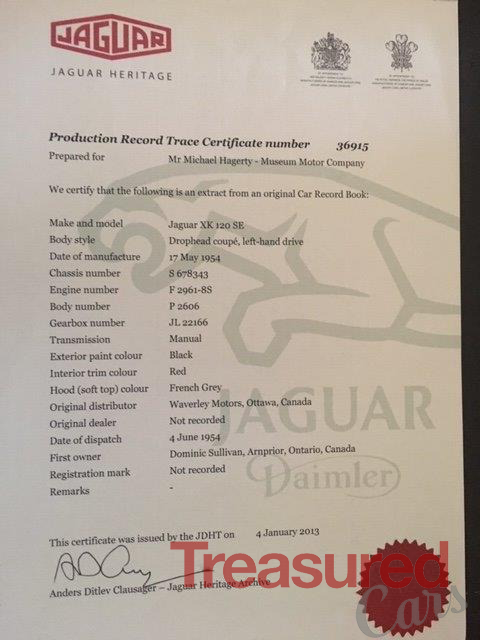 JAGUAR
JAGUAR HERITAGE
Production Record Trace Certificate number 36915
Prepared for Mr Michael Hagerty - Museum Motor Company
We certify that the following is an extract from an original Car Record Book:
Make and model Jaguar XK 120 SE
Body style Drophead coupé, left-hand drive
Date of manufacture 17 May 1954
Chassis number S 678343
Engine number F 2961-8S
Body number P 2606
Gearbox number JL 22166
Transmission Manual
Exterior paint colour Black
Interior trim colour Red
Hood (soft top) colour French Grey
Original distributor Waverley Motors, Ottawa, Canada
Original dealer Not recorded
Date of dispatch 4 June 1954
First owner Dominic Sullivan, Arnprior, Ontario, Canada
Registration mark Not recorded
Remarks -
JAGUAR
Daimler
This certificate was issued by the JDHT on 4 January 2013
Anders Ditlev Clausager – Jaguar Heritage Archive
Treasured
Cars